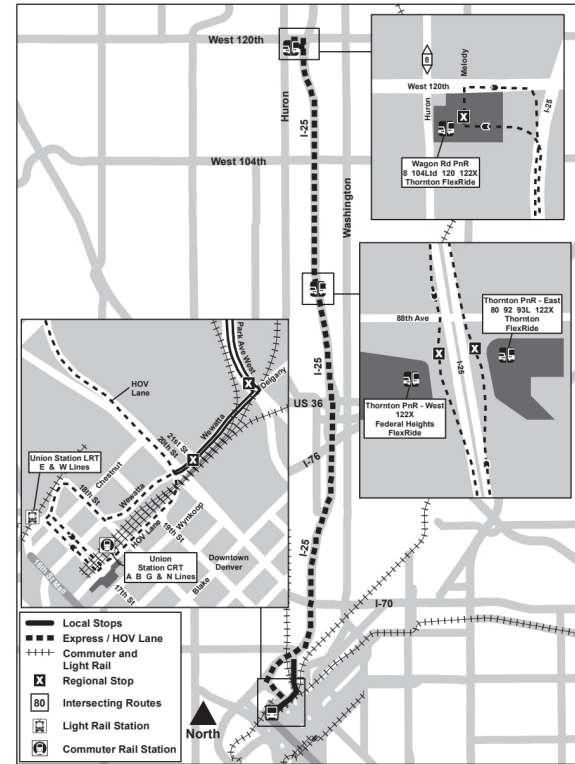 West 120th
Huron
I-25
West 104th
Washington
I-25
US 36
I-76
I-25
I-70
North
8
Melody
West 120th
Huron
I-25
X
Wagon Rd PnR
8 104Ltd 120 122X
Thornton FlexRide
Thornton PnR - East
80 92 93L 122X
Thornton
FlexRide
88th Ave
X
X
I-25
Thornton PnR - West
122X
Federal Heights
FlexRide
Park Ave West
X
Delgany
HOV
Lane
Wewatta
21st St
20th St
X
Union Station LRT
E & W Lines
Chestnut
18th St
Wewatta
HOV Lane
19th St
Wynkoop
Downtown
Denver
Union
Station CRT
A B G & N Lines
16th St Mall
17th St
Blake
Local Stops
Express / HOV Lane
Commuter and
Light Rail
X Regional Stop
80 Intersecting Routes
Light Rail Station
Commuter Rail Station